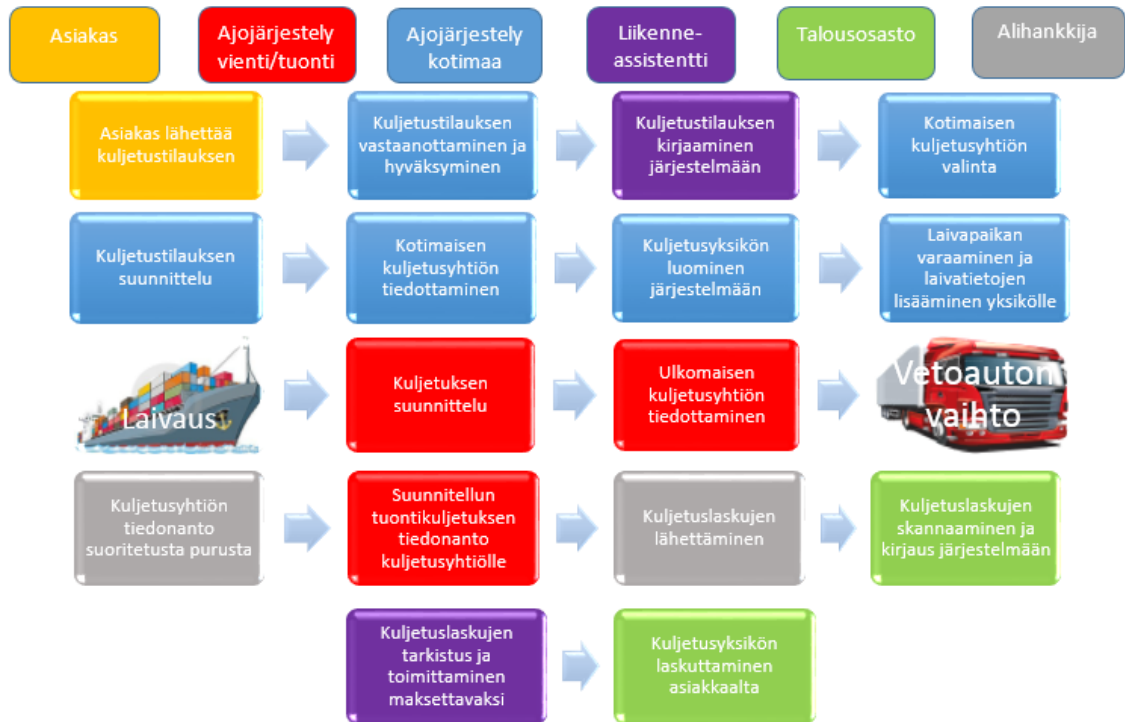 Asiakas
Ajojärjestely
vienti/tuonti
Ajojärjestely
kotimaa
Liikenne-
assistentti
Talousosasto
Alihankkija
Asiakas lähettää
kuljetustilauksen
Kuljetustilauksen
vastaanottaminen ja
hyväksyminen
Kuljetustilauksen
kirjaaminen
järjestelmään
Kotimaisen
kuljetusyhtiön
valinta
Kuljetustilauksen
suunnittelu
Kotimaisen
kuljetusyhtiön
tiedottaminen
Kuljetusyksikön
luominen
järjestelmään
Laivapaikan
varaaminen ja
laivatietojen
lisääminen yksikölle
Laivaus
Kuljetuksen
suunnittelu
Ulkomaisen
kuljetusyhtiön
tiedottaminen
Vetoauton
vaihto
Kuljetusyhtiön
tiedonanto
suoritetusta purusta
Suunnitellun
tuontikuljetuksen
tiedonanto
kuljetusyhtiölle
Kuljetuslaskujen
lähettäminen
Kuljetuslaskujen
skannaaminen ja
kirjaus järjestelmään
Kuljetuslaskujen
tarkistus ja
toimittaminen
maksettavaksi
Kuljetusyksikön
laskuttaminen
asiakkaalta